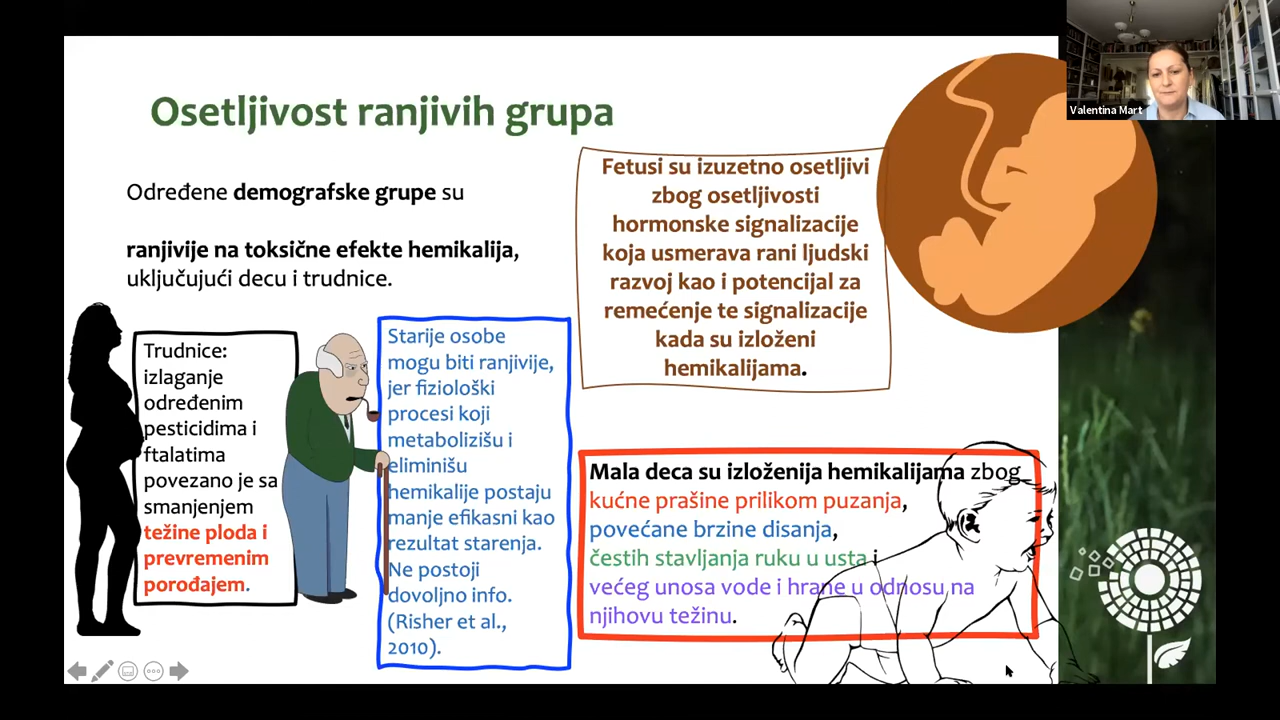 Valentina Mart
Osetljivost ranjivih grupa
Određene demografske grupe su
ranjivije na toksične efekte hemikalija,
uključujući decu i trudnice.
Fetusi su izuzetno osetljivi
zbog osetljivosti
hormonske signalizacije
koja usmerava rani ljudski
razvoj kao i potencijal za
remećenje te signalizacije
kada su izloženi
hemikalijama.
Trudnice:
izlaganje
određenim
pesticidima i
ftalatima
povezano je sa
smanjenjem
težine ploda i
prevremenim
porođajem.
Starije osobe
mogu biti ranjivije,
jer fiziološki
procesi koji
metabolizišu i
eliminišu
hemikalije postaju
manje efikasni kao
rezultat starenja.
Ne postoji
dovoljno info.
(Risher et al.,
2010).
Mala deca su izloženija hemikalijama zbog
kućne prašine prilikom puzanja,
povećane brzine disanja,
čestih stavljanja ruku u usta i
većeg unosa vode i hrane u odnosu na
njihovu težinu.